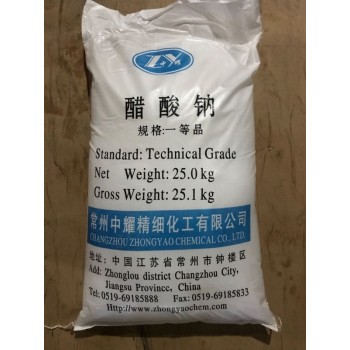 ZX
醋酸钠
规格:一等品
Standard: Technical Grade
Net Weight: 25.0 kg
Gross Weight: 25.1 kg
常州中耀精细化工有限公司
CHANGZHOU ZHONGYAO CHEMICAL CO., LTD.
地址: 中国江苏省常州市钟楼区
Add: Zhonglou district Changzhou City,
Jiangsu Province, China
Tel: 0519-69185888 Fax: 0519-69185833
Http://www.zhongyaochem.com